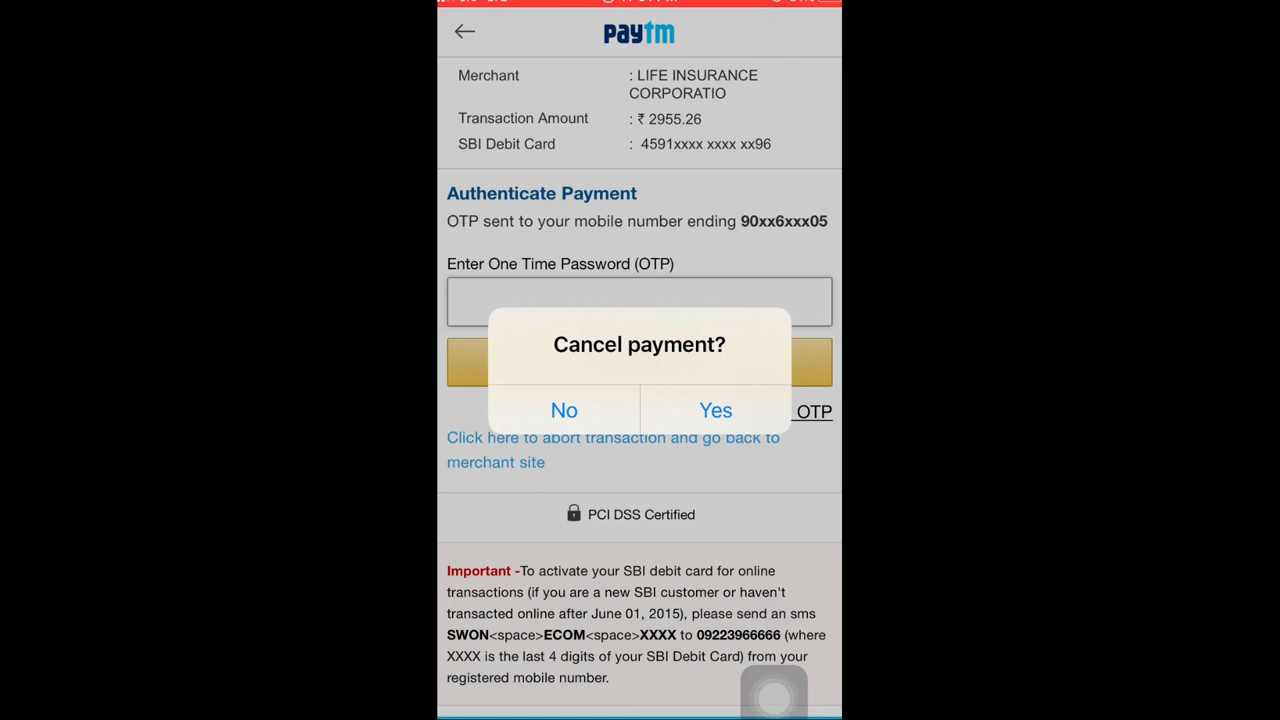 paytm
Merchant : LIFE INSURANCE
CORPORATIO
Transaction Amount : ₹ 2955.26
SBI Debit Card : 4591xxxx xxxx xx96
Authenticate Payment
OTP sent to your mobile number ending 90xx6xxx05
Enter One Time Password (OTP)
Cancel payment?
No Yes
OTP
Click here to abort transaction and go back to
merchant site
PCI DSS Certified
Important -To activate your SBI debit card for online
transactions (if you are a new SBI customer or haven't
transacted online after June 01, 2015), please send an sms
SWON<space>ECOM<space>XXXX to 09223966666 (where
XXXX is the last 4 digits of your SBI Debit Card) from your
registered mobile number.